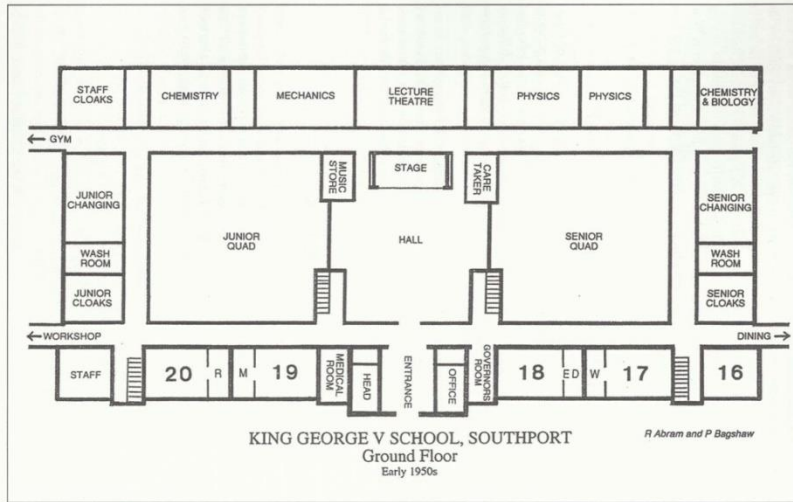 STAFF
CLOAKS
CHEMISTRY
MECHANICS
LECTURE
THEATRE
PHYSICS
PHYSICS
CHEMISTRY
& BIOLOGY
← GYM
MUSIC
STORE
STAGE
CARE
TAKER
JUNIOR
CHANGING
JUNIOR
QUAD
HALL
SENIOR
QUAD
SENIOR
CHANGING
WASH
ROOM
WASH
ROOM
JUNIOR
CLOAKS
SENIOR
CLOAKS
←WORKSHOP
DINING→
STAFF
20
R
M
19
MEDICAL
ROOM
HEAD
ENTRANCE
OFFICE
GOVERNORS
ROOM
18
ED
W
17
16
KING GEORGE V SCHOOL, SOUTHPORT
Ground Floor
Early 1950s
R Abram and P Bagshaw